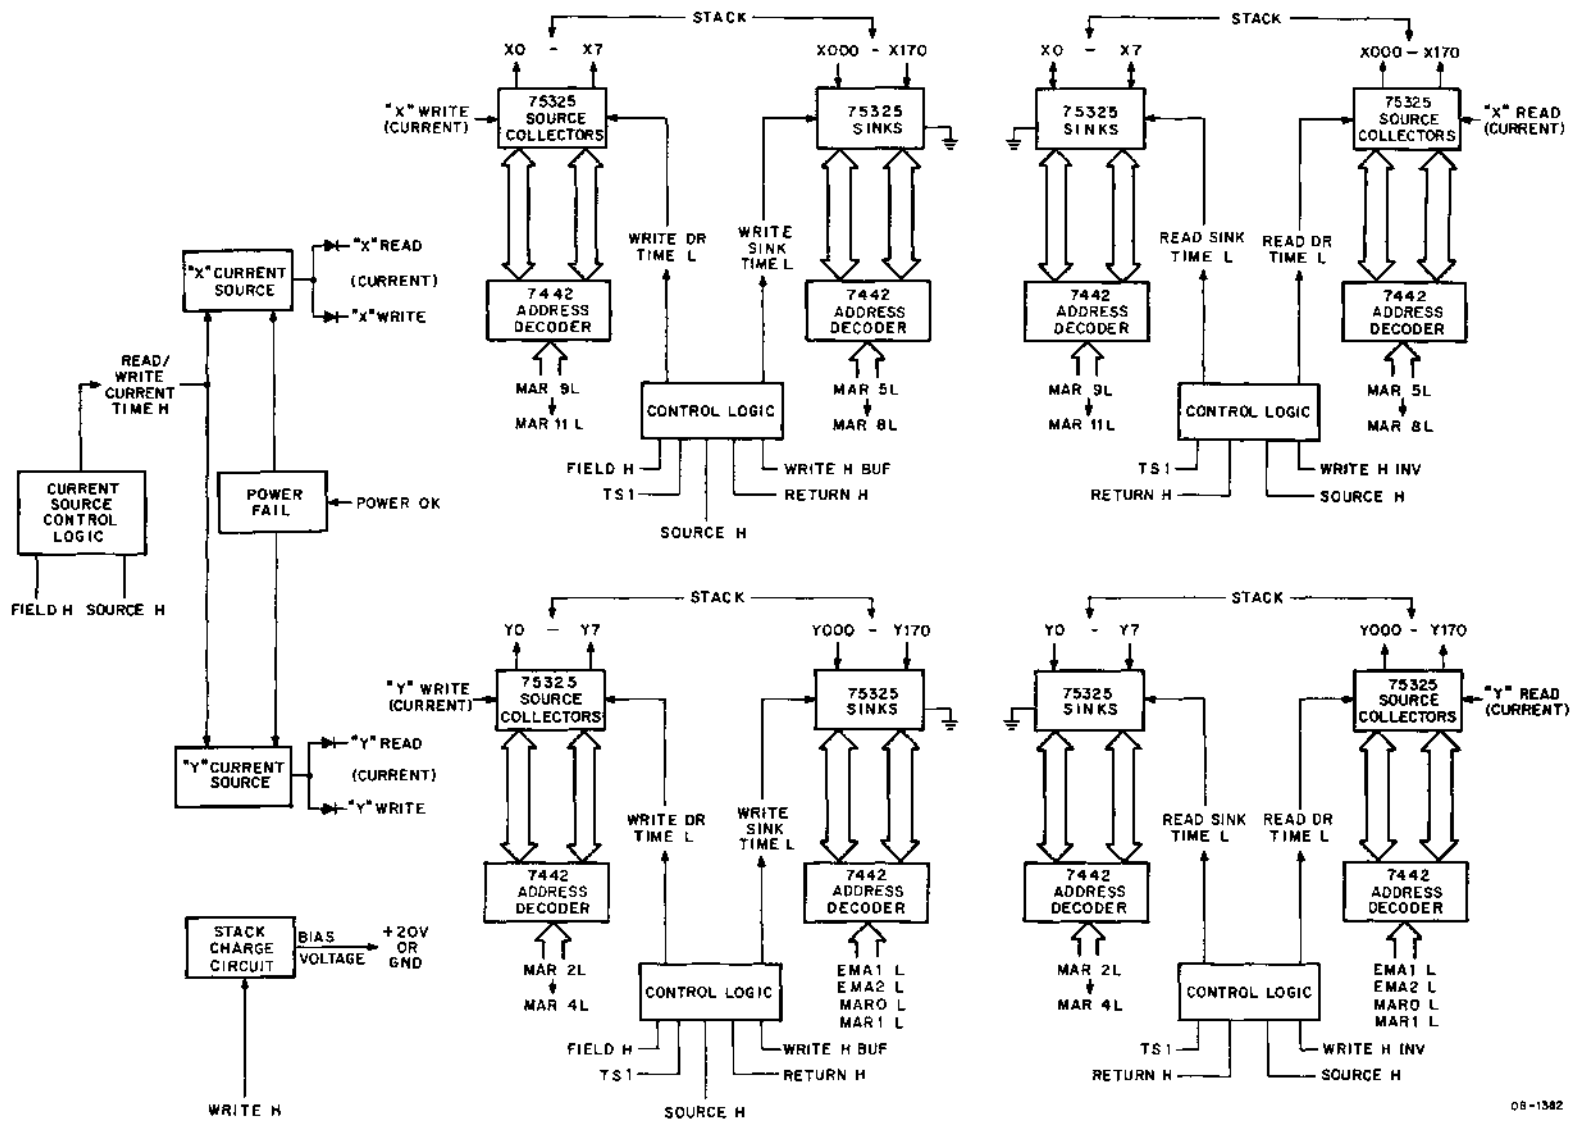 STACK
X0 - X7
X000 - X170
"X" WRITE
(CURRENT)
75325
SOURCE
COLLECTORS
75325
SINKS
WRITE DR
TIME L
WRITE
SINK
TIME L
7442
ADDRESS
DECODER
7442
ADDRESS
DECODER
MAR 9L
MAR 11 L
MAR 5L
MAR 8L
CONTROL LOGIC
FIELD H
TS1
SOURCE H
RETURN H
WRITE H BUF
STACK
X0 - X7
X000 - X170
75325
SINKS
75325
SOURCE
COLLECTORS
"X" READ
(CURRENT)
READ SINK
TIME L
READ DR
TIME L
7442
ADDRESS
DECODER
7442
ADDRESS
DECODER
MAR 9L
MAR 11L
MAR 5L
MAR 8L
CONTROL LOGIC
TS1
RETURN H
WRITE H INV
SOURCE H
"X" CURRENT
SOURCE
"X" READ
(CURRENT)
"X" WRITE
READ/
WRITE
CURRENT
TIME H
CURRENT
SOURCE
CONTROL
LOGIC
FIELD H SOURCE H
POWER
FAIL
POWER OK
"Y" CURRENT
SOURCE
"Y" READ
(CURRENT)
"Y" WRITE
STACK
CHARGE
CIRCUIT
BIAS
VOLTAGE
+20V
OR
GND
WRITE H
STACK
Y0 - Y7
Y000 - Y170
"Y" WRITE
(CURRENT)
75325
SOURCE
COLLECTORS
75325
SINKS
WRITE DR
TIME L
WRITE
SINK
TIME L
7442
ADDRESS
DECODER
7442
ADDRESS
DECODER
MAR 2L
MAR 4L
EMA1 L
EMA2 L
MAR0 L
MAR1 L
CONTROL LOGIC
FIELD H
TS1
SOURCE H
RETURN H
WRITE H BUF
STACK
Y0 - Y7
Y000 - Y170
75325
SINKS
75325
SOURCE
COLLECTORS
"Y" READ
(CURRENT)
READ SINK
TIME L
READ DR
TIME L
7442
ADDRESS
DECODER
7442
ADDRESS
DECODER
MAR 2L
MAR 4L
EMA1 L
EMA2 L
MAR0 L
MAR1 L
CONTROL LOGIC
TS1
RETURN H
WRITE H INV
SOURCE H
08-1382